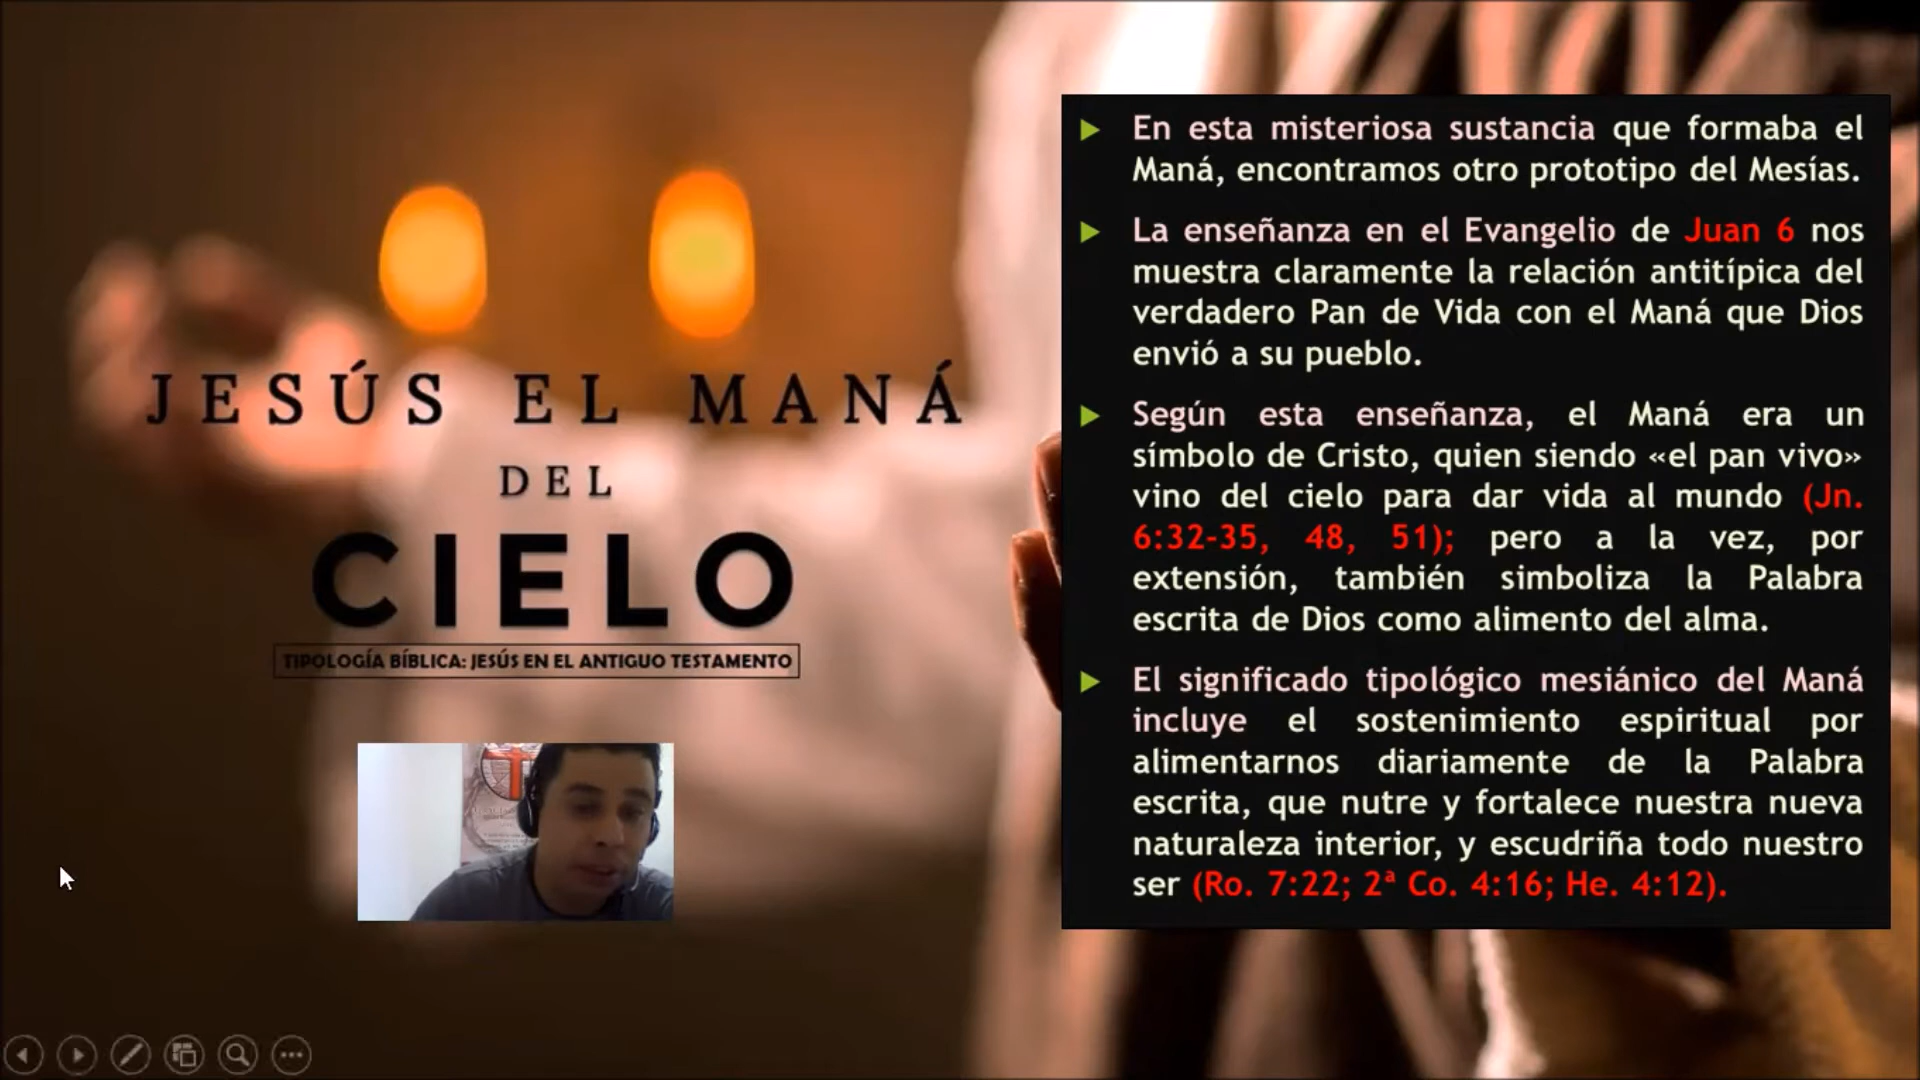 JESÚS EL MANÁ
DEL
CIELO
TIPOLOGÍA BÍBLICA: JESÚS EN EL ANTIGUO TESTAMENTO
En esta misteriosa sustancia que formaba el
Maná, encontramos otro prototipo del Mesías.
La enseñanza en el Evangelio de Juan 6 nos
muestra claramente la relación antitípica del
verdadero Pan de Vida con el Maná que Dios
envió a su pueblo.
Según esta enseñanza, el Maná era un
símbolo de Cristo, quien siendo «el pan vivo»
vino del cielo para dar vida al mundo (Jn.
6:32-35, 48, 51); pero a la vez, por
extensión, también simboliza la Palabra
escrita de Dios como alimento del alma.
El significado tipológico mesiánico del Maná
incluye el sostenimiento espiritual por
alimentarnos diariamente de la Palabra
escrita, que nutre y fortalece nuestra nueva
naturaleza interior, y escudriña todo nuestro
ser (Ro. 7:22; 2ª Co. 4:16; He. 4:12).